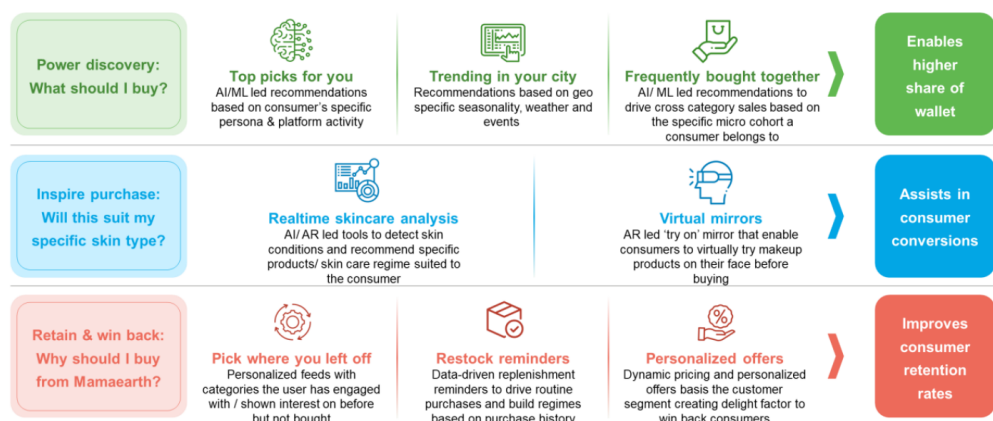 Power discovery:
What should I buy?
Top picks for you
AI/ML led recommendations
based on consumer's specific
persona & platform activity
Trending in your city
Recommendations based on geo
specific seasonality, weather and
events
Frequently bought together
AI/ ML led recommendations to
drive cross category sales based on
the specific micro cohort a
consumer belongs to
Enables
higher
share of
wallet
Inspire purchase:
Will this suit my
specific skin type?
Realtime skincare analysis
AI/ AR led tools to detect skin
conditions and recommend specific
products/ skin care regime suited to
the consumer
Virtual mirrors
AR led ‘try on’ mirror that enable
consumers to virtually try makeup
products on their face before
buying
Assists in
consumer
conversions
Retain & win back:
Why should I buy
from Mamaearth?
Pick where you left off
Personalized feeds with
categories the user has engaged
with / shown interest on before
but not bought
Restock reminders
Data-driven replenishment
reminders to drive routine
purchases and build regimes
based on purchase history
Personalized offers
Dynamic pricing and personalized
offers basis the customer
segment creating delight factor to
win back consumers
Improves
consumer
retention
rates